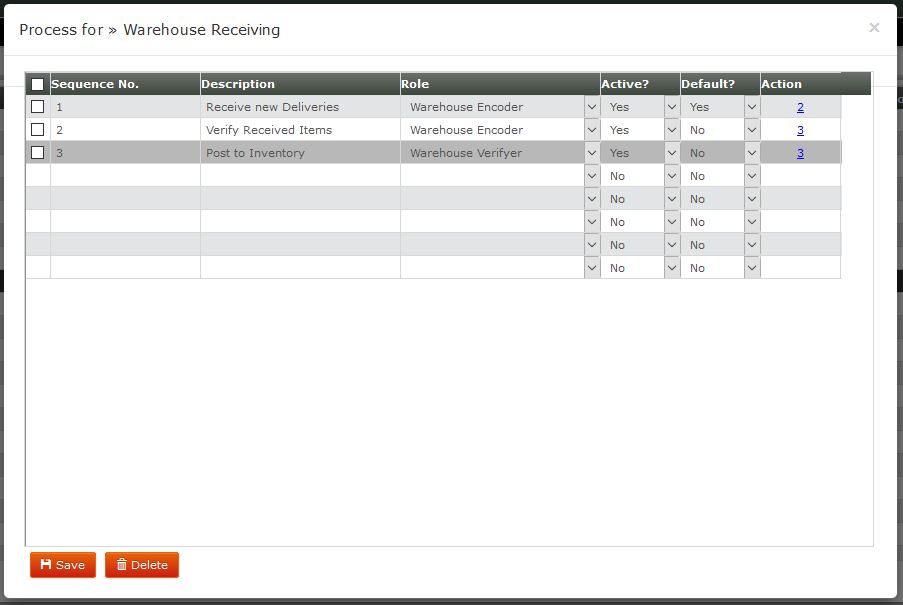 Process for » Warehouse Receiving ×
Sequence No. Description Role Active? Default? Action
1 Receive new Deliveries Warehouse Encoder Yes Yes 2
2 Verify Received Items Warehouse Encoder Yes No 3
3 Post to Inventory Warehouse Verifyer Yes No 3
No No
No No
No No
No No
No No
Save Delete